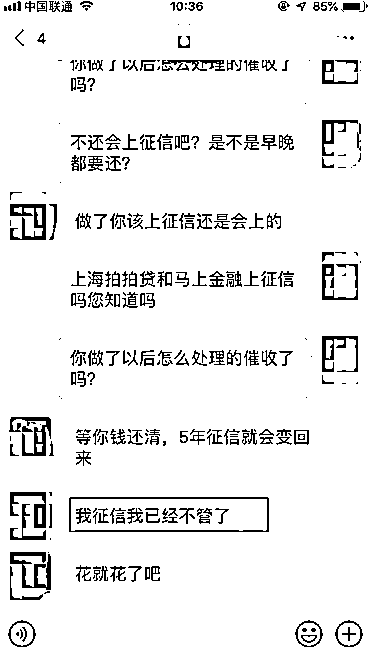 中国联通
10:36
85%
4
你做了以后怎么处理的催收了
吗?
不还会上征信吧? 是不是早晚
都要还?
做了你该上征信还是会上的
上海拍拍贷和马上金融上征信
吗您知道吗
你做了以后怎么处理的催收了
吗?
等你钱还清，5年征信就会变回
来
我征信我已经不管了
花就花了吧